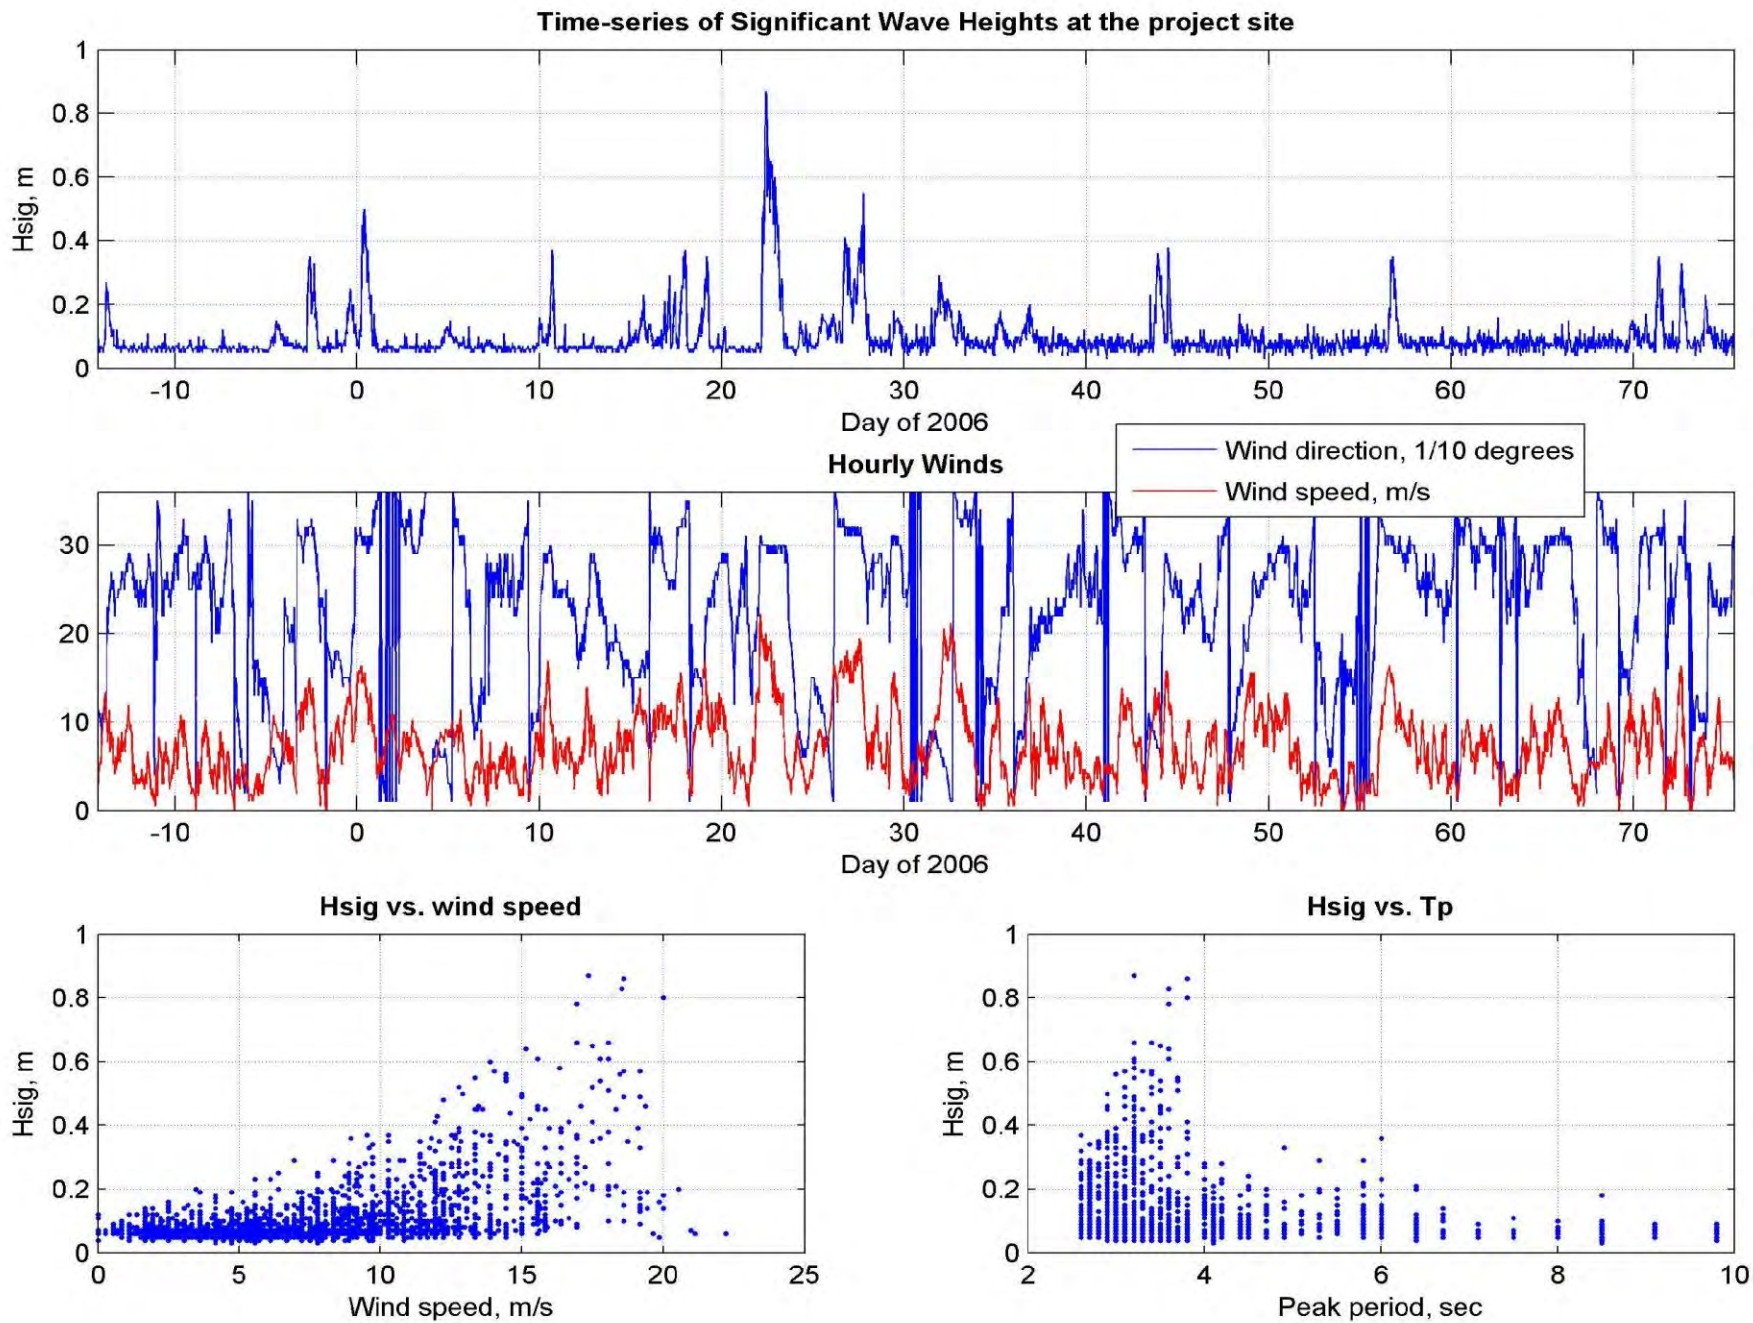 Time-series of Significant Wave Heights at the project site
1
0.8
0.6
0.4
0.2
0
Hsig, m
-10 0 10 20 30 40 50 60 70
Day of 2006
Hourly Winds
Wind direction, 1/10 degrees
Wind speed, m/s
30
20
10
0
-10 0 10 20 30 40 50 60 70
Day of 2006
Hsig vs. wind speed
1
0.8
0.6
0.4
0.2
0
Hsig, m
0 5 10 15 20 25
Wind speed, m/s
Hsig vs. Tp
1
0.8
0.6
0.4
0.2
0
Hsig, m
2 4 6 8 10
Peak period, sec